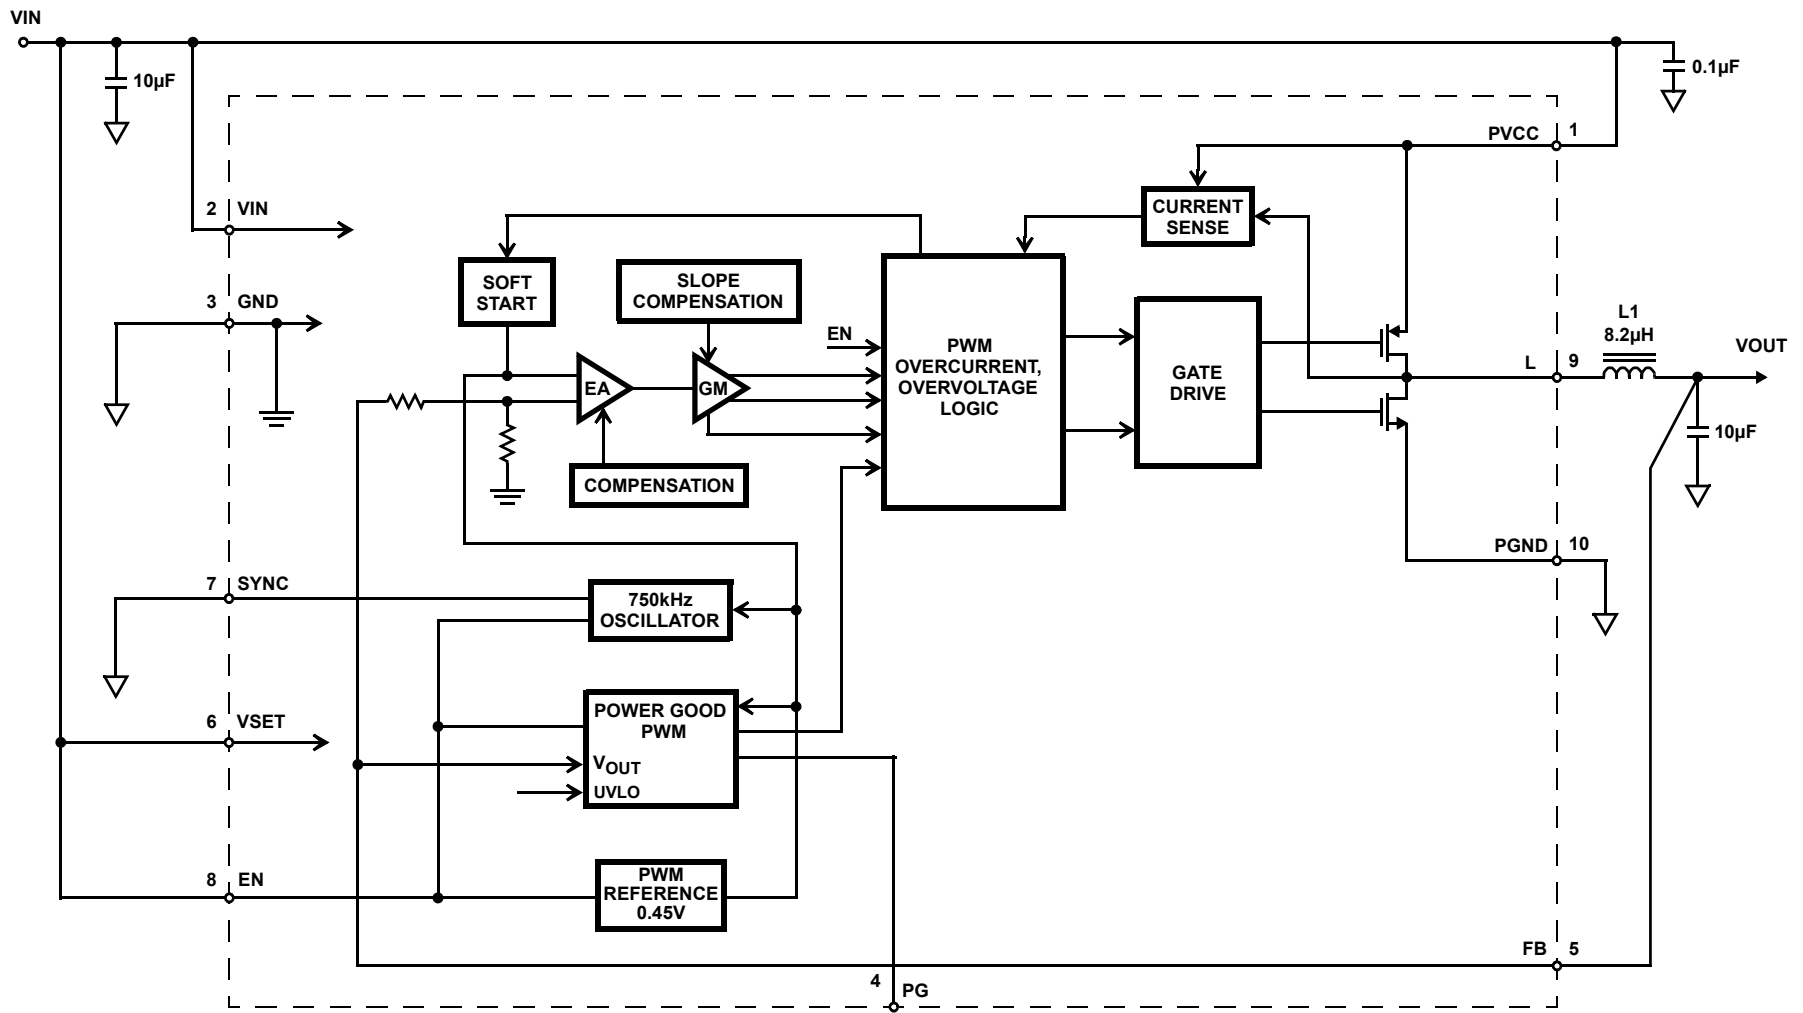 VIN
10µF
0.1µF
PVCC
1
2
VIN
CURRENT
SENSE
3
GND
SOFT
START
SLOPE
COMPENSATION
EN
PWM
OVERCURRENT,
OVERVOLTAGE
LOGIC
GATE
DRIVE
L1
8.2µH
L
9
VOUT
EA
GM
10µF
COMPENSATION
PGND
10
7
SYNC
750kHz
OSCILLATOR
6
VSET
POWER GOOD
PWM
VOUT
UVLO
8
EN
PWM
REFERENCE
0.45V
FB
5
4
PG